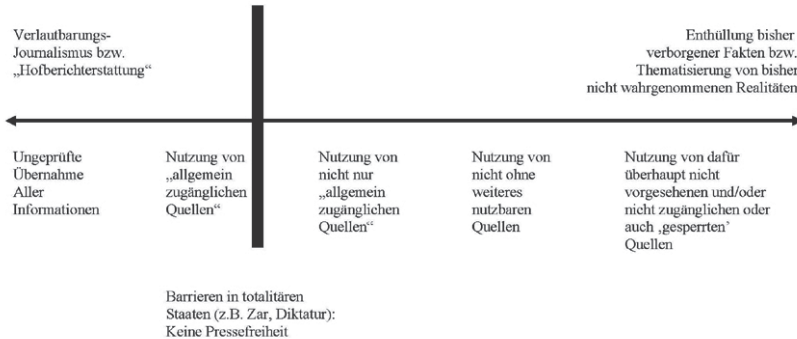 Verlautbarungs-
Journalismus bzw.
„Hofberichterstattung“
Enthüllung bisher
verborgener Fakten bzw.
Thematisierung von bisher
nicht wahrgenommenen Realitäten
Ungeprüfte
Übernahme
Aller
Informationen
Nutzung von
„allgemein
zugänglichen
Quellen“
Nutzung von
nicht nur
„allgemein
zugänglichen
Quellen“
Nutzung von
nicht ohne
weiteres
nutzbaren
Quellen
Nutzung von dafür
überhaupt nicht
vorgesehenen und/oder
nicht zugänglichen oder
auch ‚gesperrten’
Quellen
Barrieren in totalitären
Staaten (z.B. Zar, Diktatur):
Keine Pressefreiheit